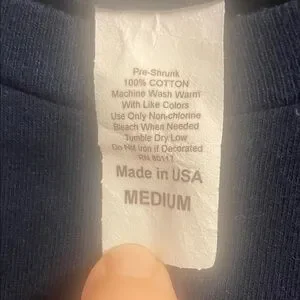 Pre-Shrunk
100% COTTON
Machine Wash Warm
With Like Colors
Use Only Non-chlorine
Bleach When Needed
Tumble Dry Low
Do Not Iron if Decorated
RN 80117
Made in USA
MEDIUM